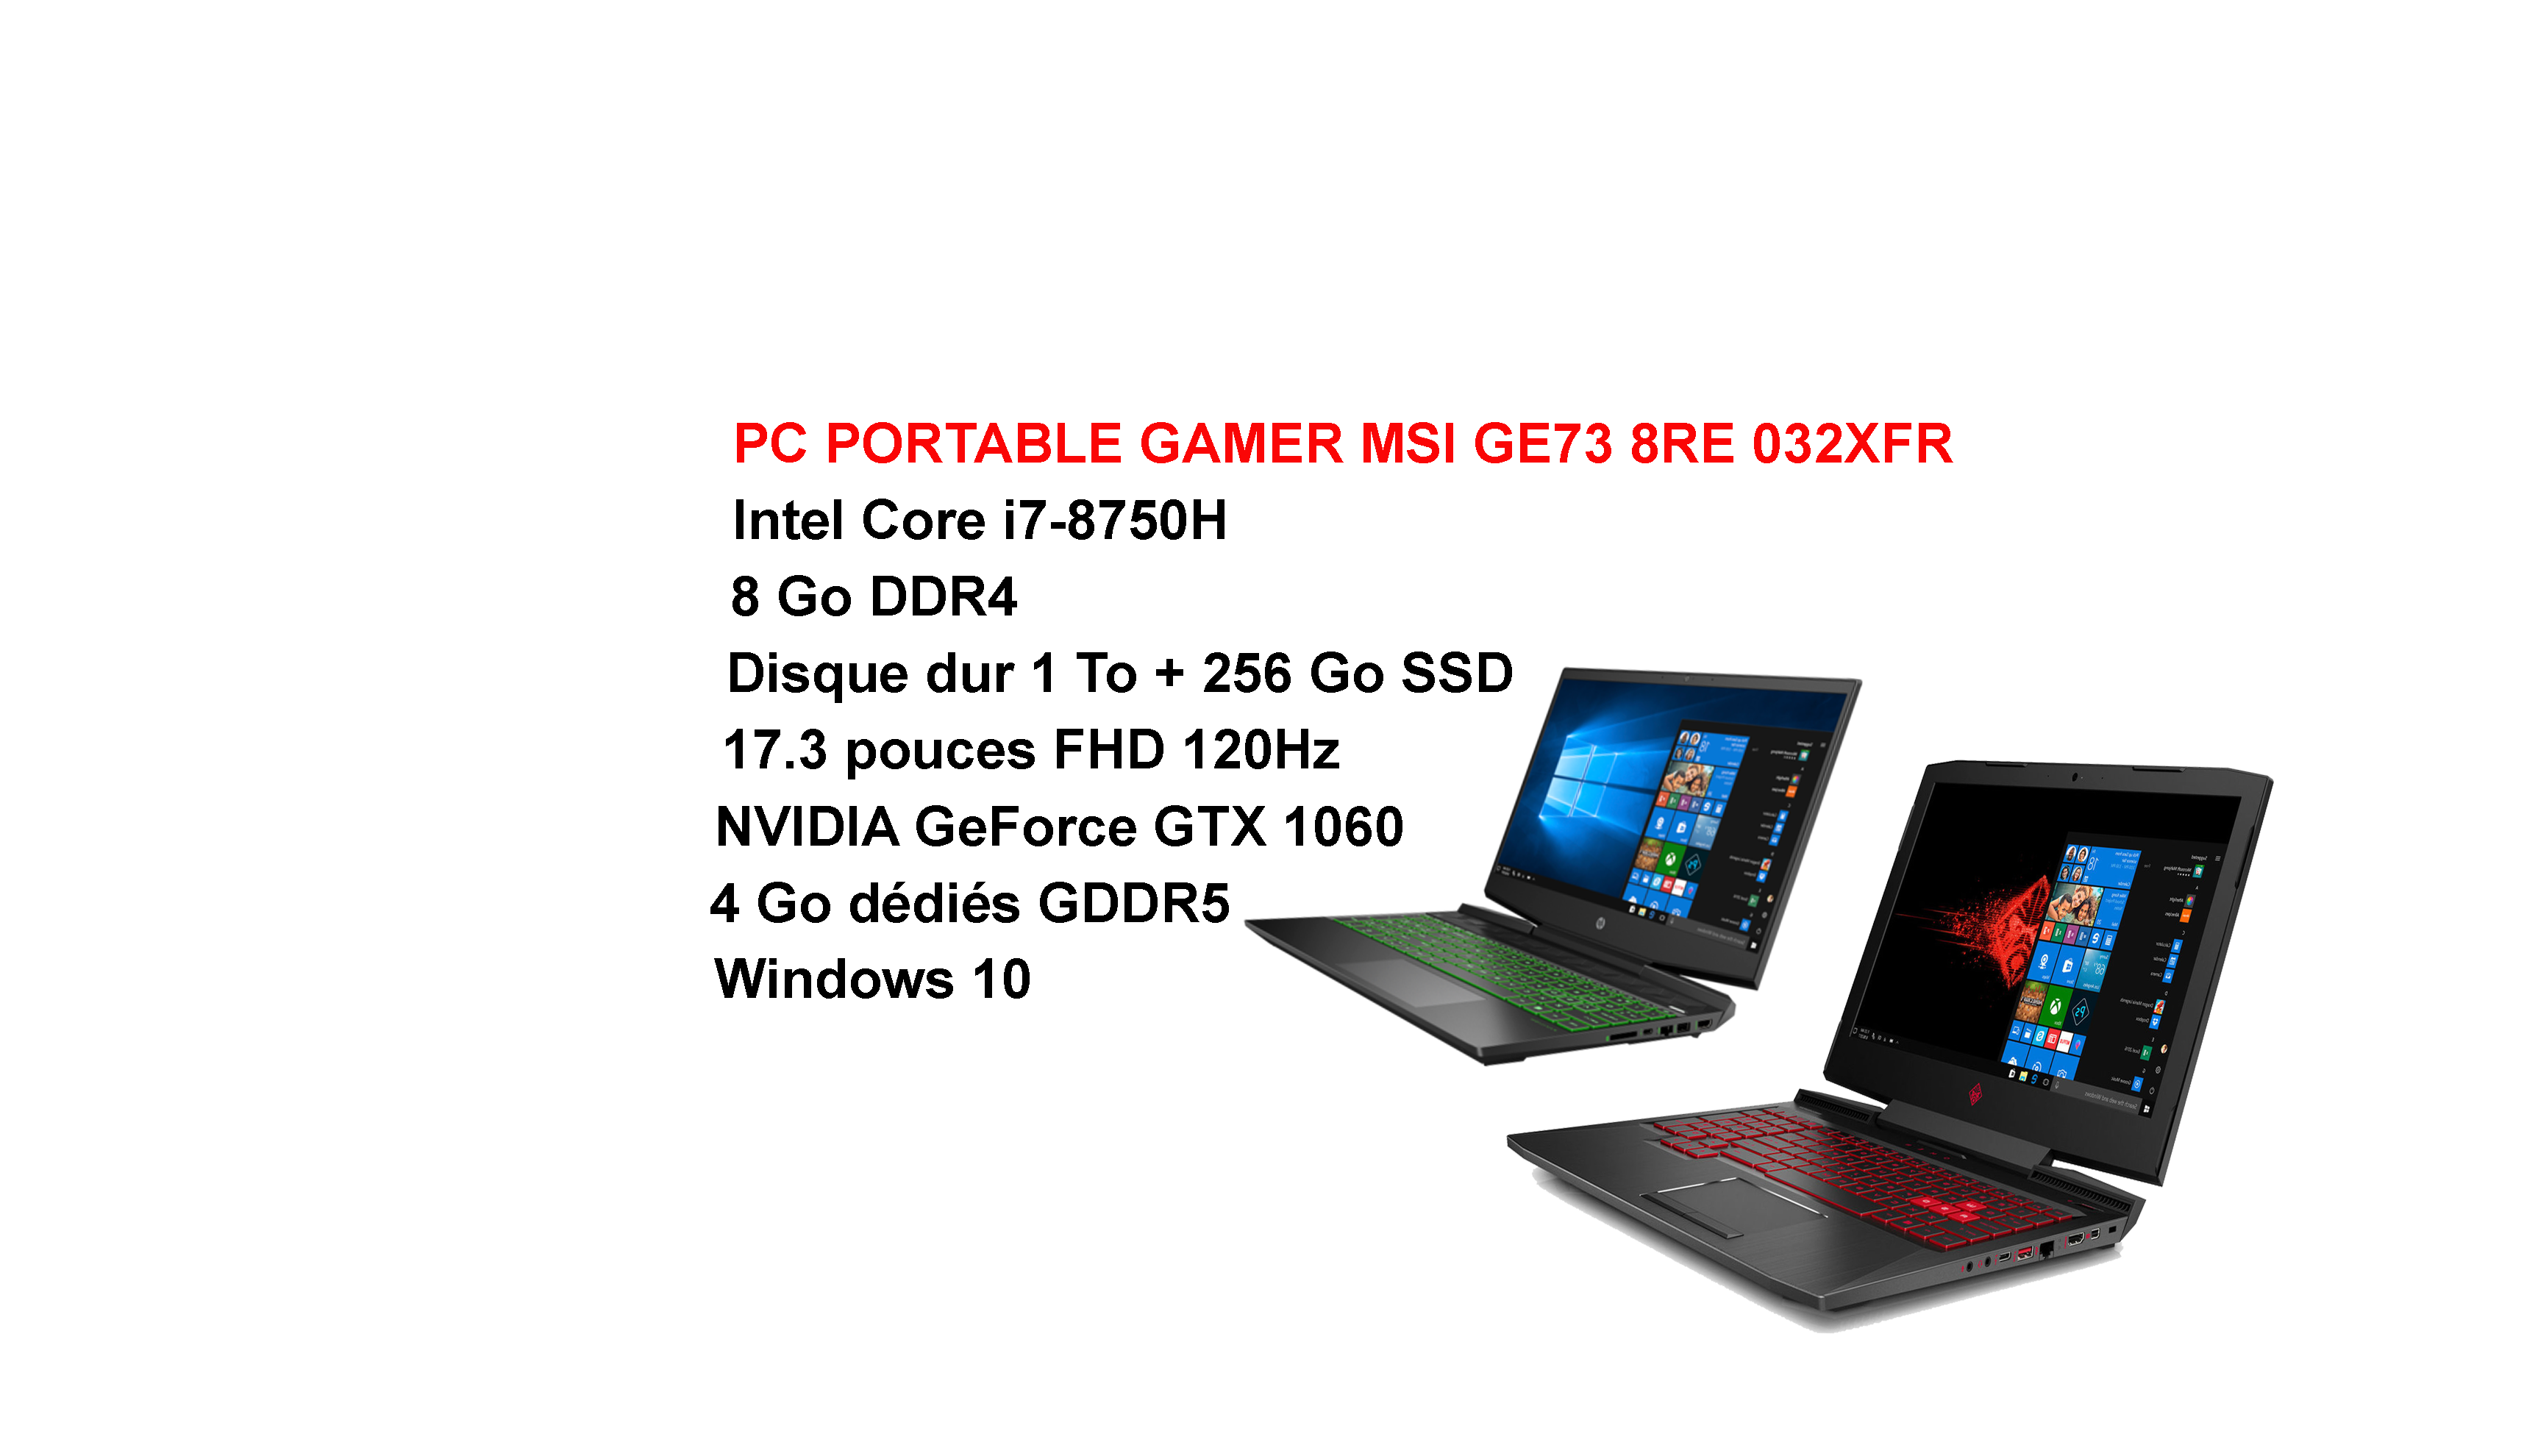 PC PORTABLE GAMER MSI GE73 8RE 032XFR
Intel Core i7-8750H
8 Go DDR4
Disque dur 1 To + 256 Go SSD
17.3 pouces FHD 120Hz
NVIDIA GeForce GTX 1060
4 Go dédiés GDDR5
Windows 10